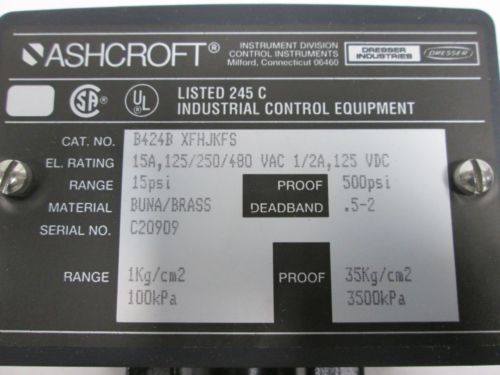 ASHCROFT®
INSTRUMENT DIVISION
CONTROL INSTRUMENTS
Milford, Connecticut 06460
DRESSER
INDUSTRIES
DRESSER
SA
UL
®
LISTED 245 C
INDUSTRIAL CONTROL EQUIPMENT
CAT. NO. B424B XFHJKFS
EL. RATING 15A,125/250/480 VAC 1/2A,125 VDC
RANGE 15psi PROOF 500psi
MATERIAL BUNA/BRASS DEADBAND .5-2
SERIAL NO. C20909
RANGE 1Kg/cm2 PROOF 35Kg/cm2
100kPa 3500kPa